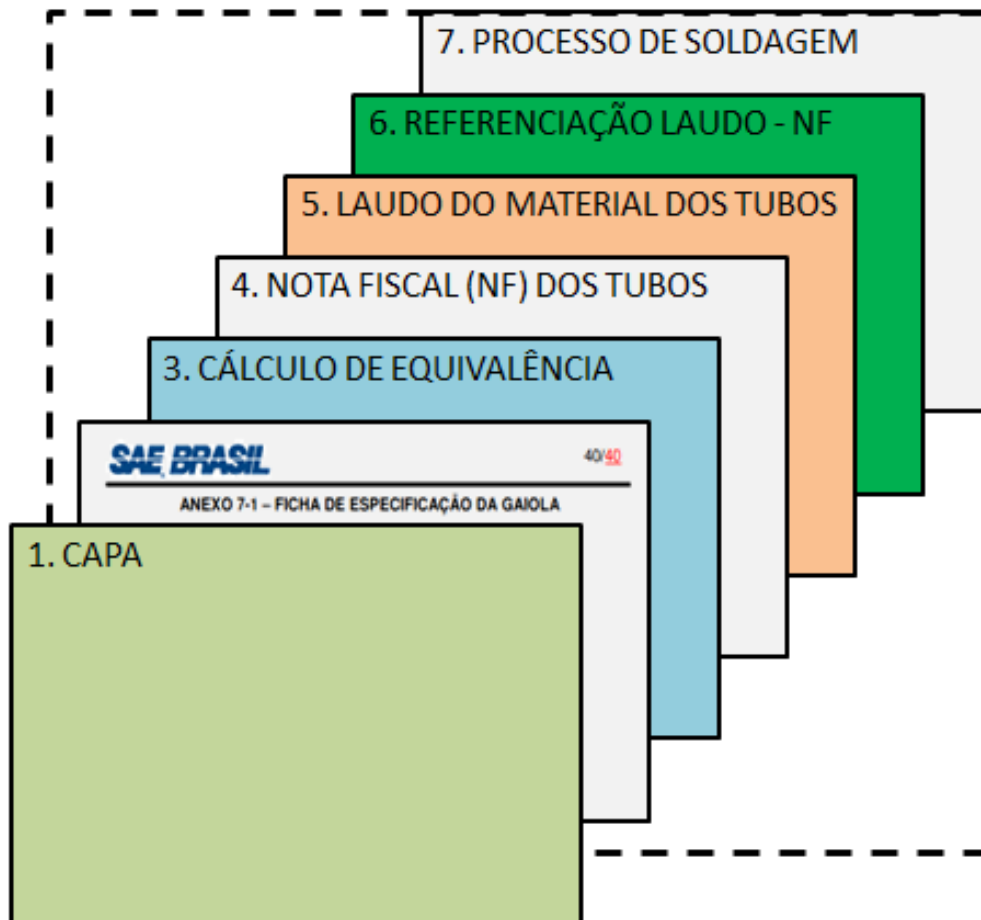 7. PROCESSO DE SOLDAGEM
6. REFERENCIAÇÃO LAUDO - NF
5. LAUDO DO MATERIAL DOS TUBOS
4. NOTA FISCAL (NF) DOS TUBOS
3. CÁLCULO DE EQUIVALÊNCIA
SAE BRASIL 40/40
ANEXO 7-1 – FICHA DE ESPECIFICAÇÃO DA GAIOLA
1. CAPA